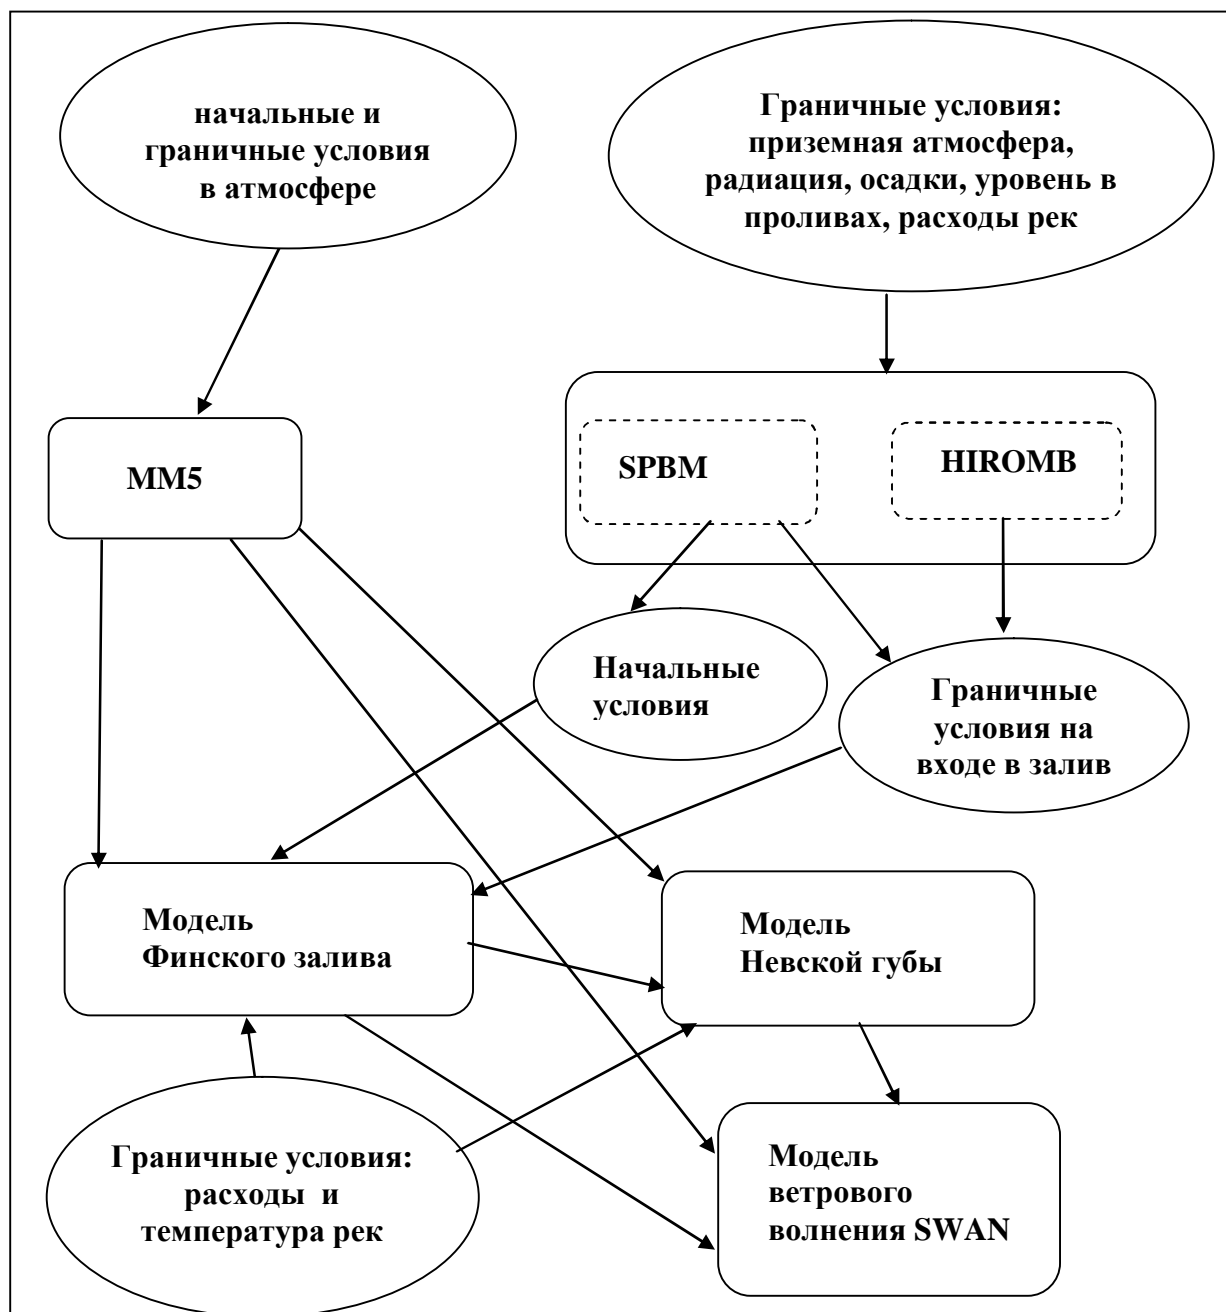 начальные и
граничные условия
в атмосфере
Граничные условия:
приземная атмосфера,
радиация, осадки, уровень в
проливах, расходы рек
MM5
SPBM
HIROMB
Начальные
условия
Граничные
условия на
входе в залив
Модель
Финского залива
Модель
Невской губы
Граничные условия:
расходы и
температура рек
Модель
ветрового
волнения SWAN